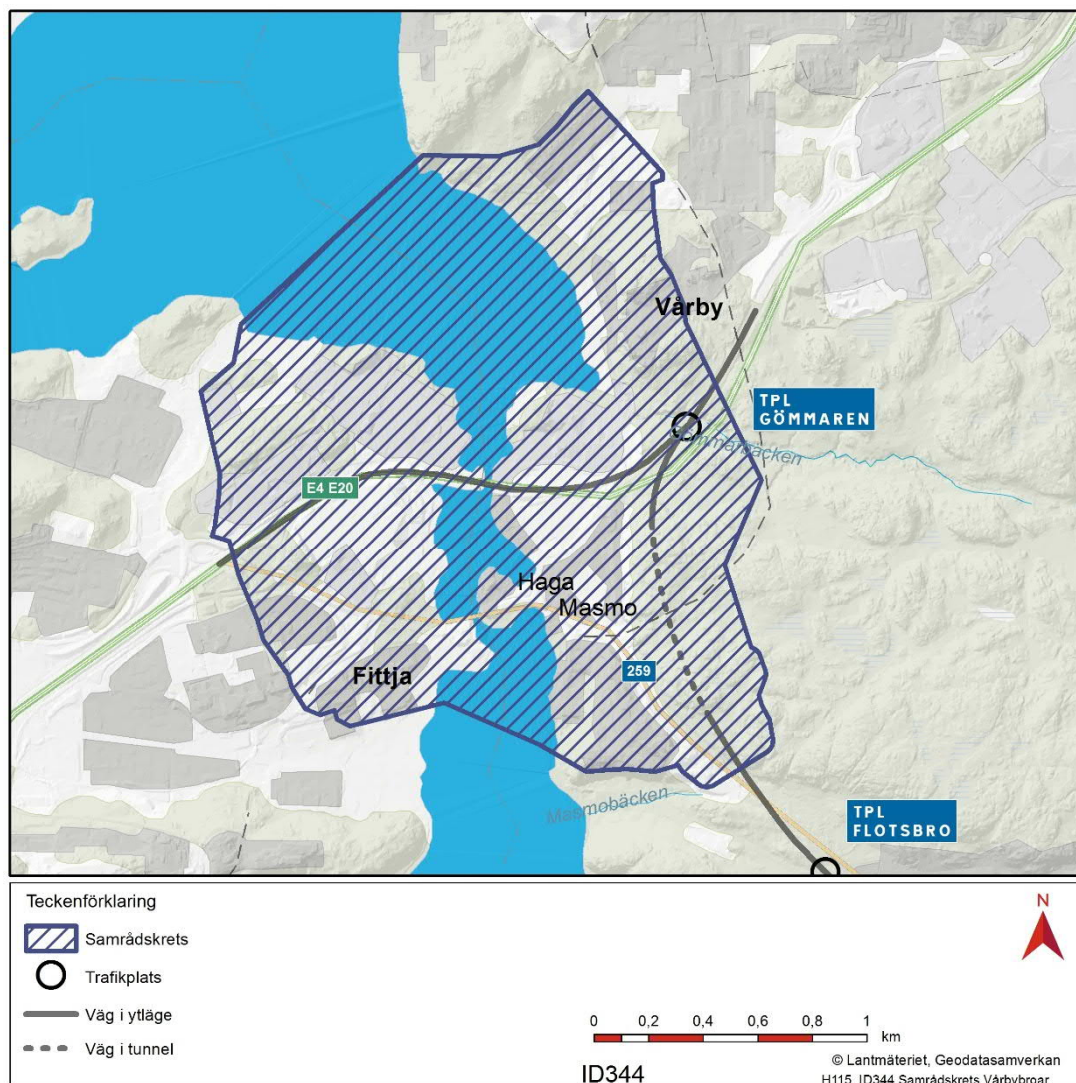 Vårby
TPL
GÖMMAREN
Gömmarbäcken
E4 E20
Haga
Masmo
259
Fittja
Masmobäcken
TPL
FLOTSBRO
Teckenförklaring
Samrådskrets
Trafikplats
Väg i ytläge
Väg i tunnel
N
0 0,2 0,4 0,6 0,8 1
km
ID344
© Lantmäteriet, Geodatasamverkan
H115_ID344 Samrådskrets Vårbybroar